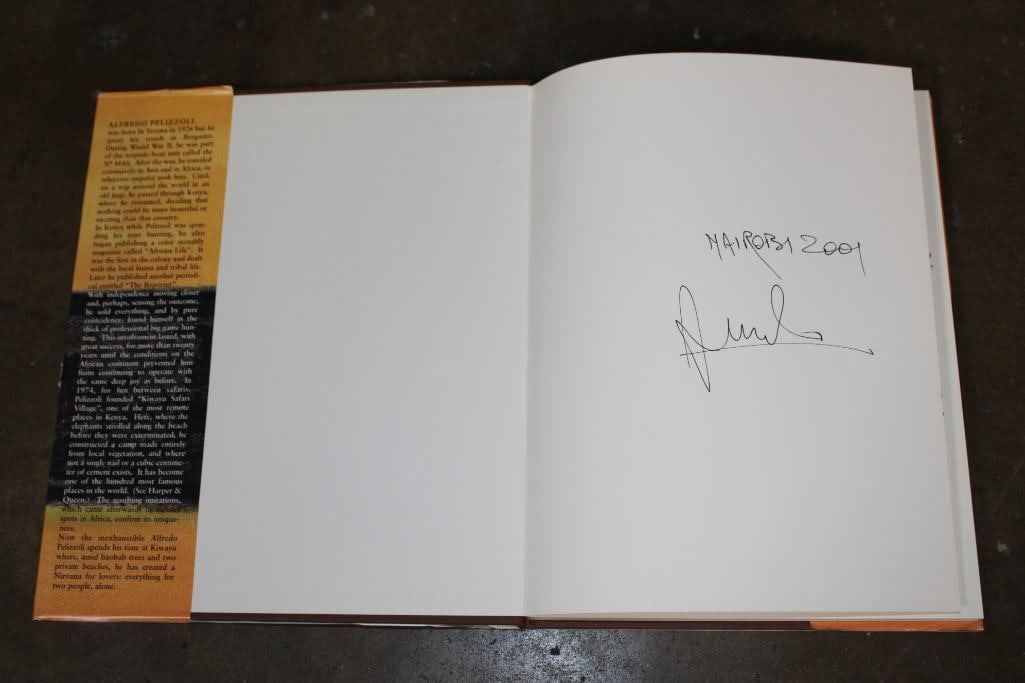 ALFREDO PELIZZOLI
was born in Verona in 1926 but he
spent his youth in Bergamo.
During World War II, he was part
of the torpedo boat unit called the
Xª MAS. After the war, he traveled
extensively in Asia and in Africa, or
wherever impulse took him. Until,
on a trip around the world in an
old Jeep, he passed through Kenya,
where he remained, deciding that
nothing could be more beautiful or
exciting than that country.
In Kenya while Pelizzoli was spen-
ding his time hunting, he also
began publishing a color monthly
magazine called "African Life". It
was the first in the colony and dealt
with the local fauna and tribal life.
Later he published another periodi-
cal entitled "The Reporter".
With independence moving closer
and, perhaps, sensing the outcome,
he sold everything, and by pure
coincidence, found himself in the
thick of professional big game hun-
ting. This involvement lasted, with
great success, for more than twenty
years until the conditions on the
African continent prevented him
from continuing to operate with
the same deep joy as before. In
1974, for fun between safaris,
Pelizzoli founded "Kiwayu Safari
Village", one of the most remote
places in Kenya. Here, where the
elephants strolled along the beach
before they were exterminated, he
constructed a camp made entirely
from local vegetation, and where
not a single nail or a cubic centime-
ter of cement exists. It has become
one of the hundred most famous
places in the world. (See Harper &
Queen.) The resulting imitations,
which came afterwards in various
spots in Africa, confirm its unique-
ness.
Now the inexhaustible Alfredo
Pelizzoli spends his time at Kiwayu
where, amid baobab trees and two
private beaches, he has created a
Nirvana for lovers: everything for
two people, alone.
NAIROBI 2001